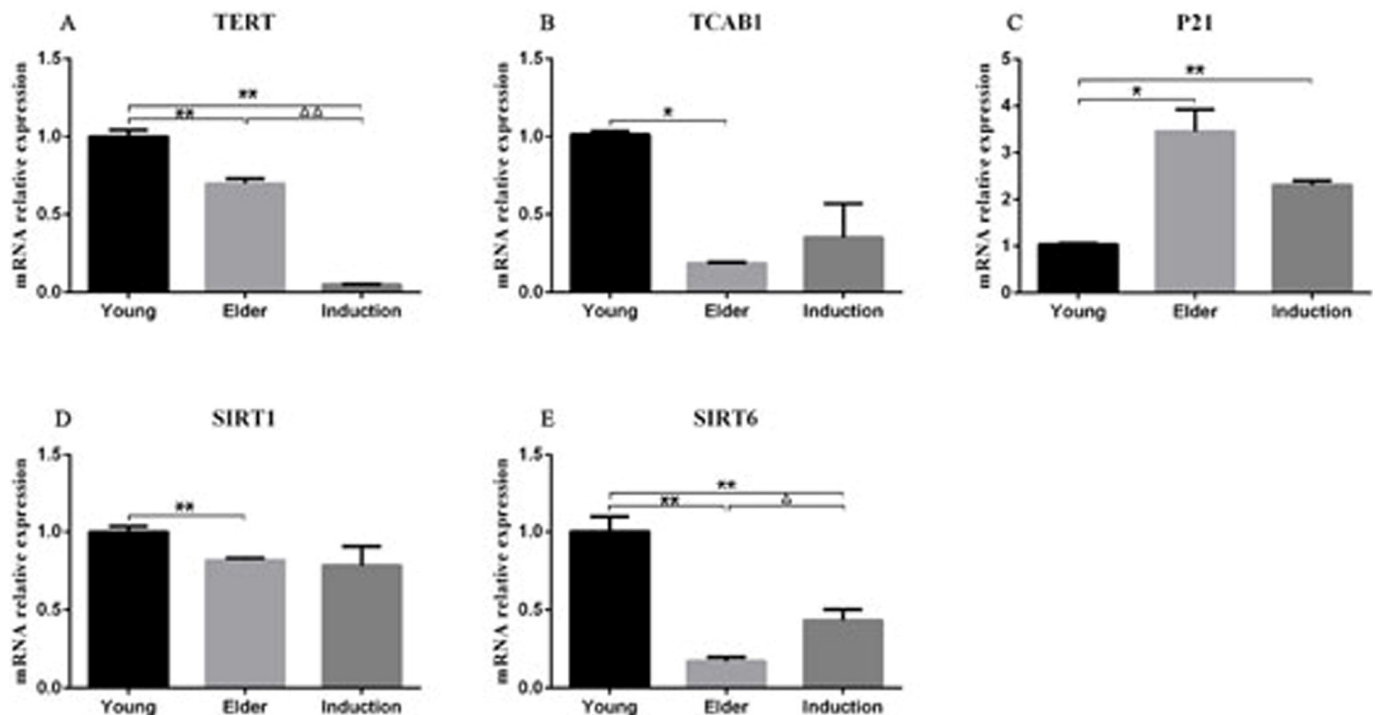 A TERT
mRNA relative expression
1.5
1.0
0.5
0.0
**
**
△△
Young Elder Induction
B TCAB1
mRNA relative expression
1.5
1.0
0.5
0.0
*
Young Elder Induction
C P21
mRNA relative expression
5
4
3
2
1
0
**
*
Young Elder Induction
D SIRT1
mRNA relative expression
1.5
1.0
0.5
0.0
**
Young Elder Induction
E SIRT6
mRNA relative expression
1.5
1.0
0.5
0.0
**
**
△
Young Elder Induction